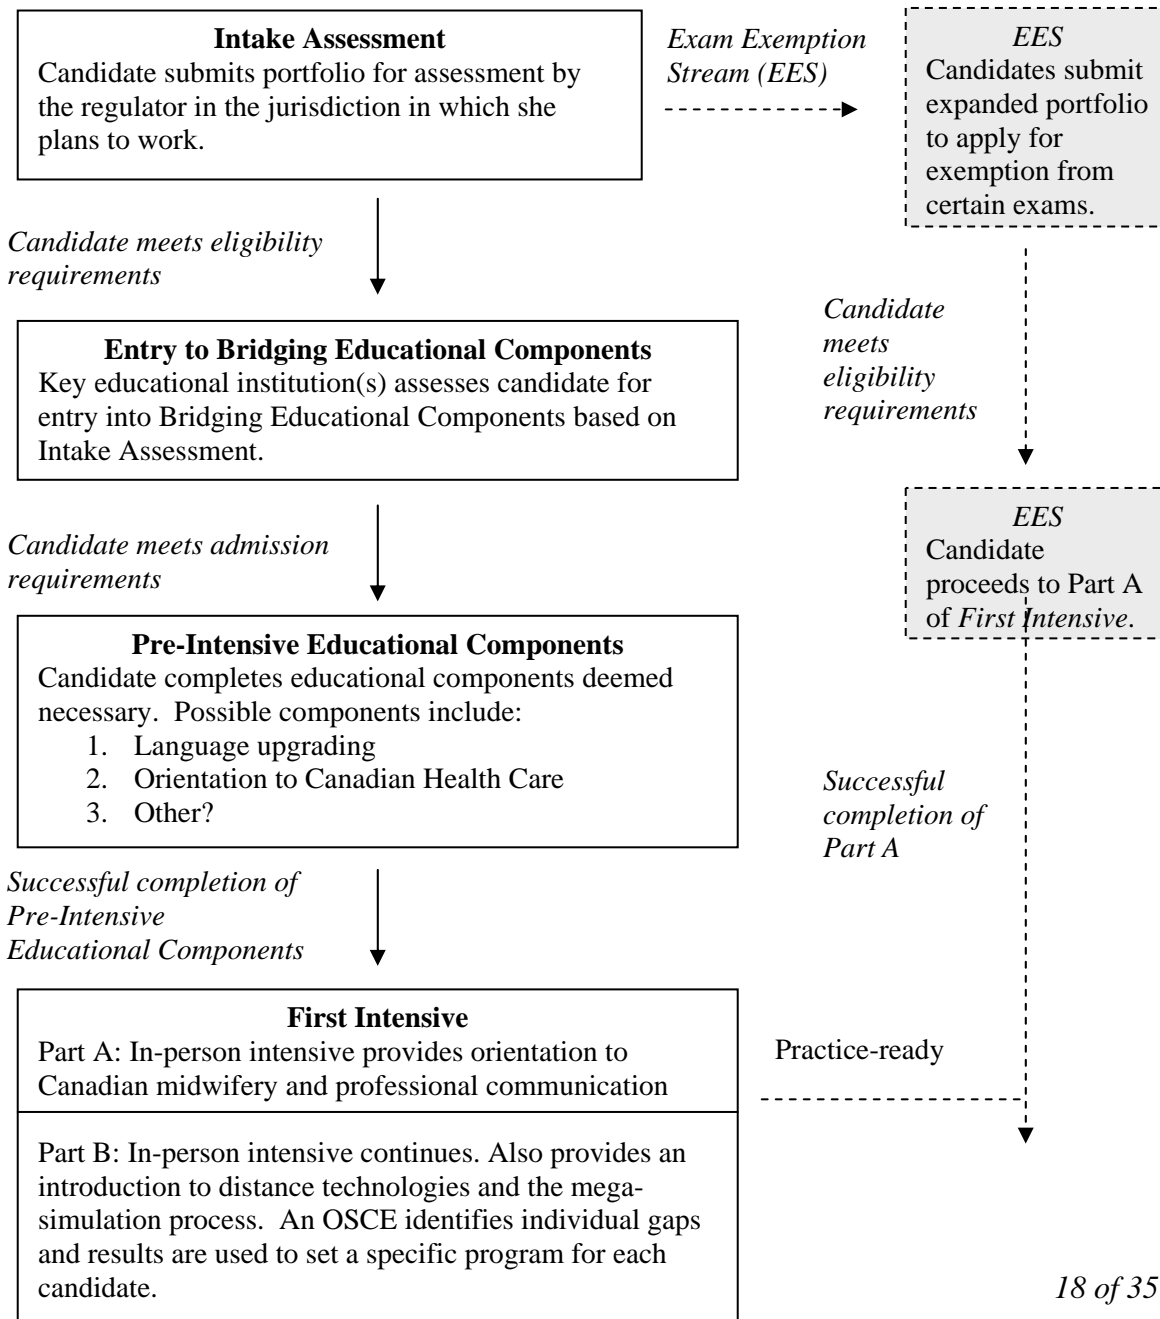 Intake Assessment
Candidate submits portfolio for assessment by
the regulator in the jurisdiction in which she
plans to work.
Exam Exemption
Stream (EES)
EES
Candidates submit
expanded portfolio
to apply for
exemption from
certain exams.
Candidate meets eligibility
requirements
Candidate
meets
eligibility
requirements
Entry to Bridging Educational Components
Key educational institution(s) assesses candidate for
entry into Bridging Educational Components based on
Intake Assessment.
EES
Candidate
proceeds to Part A
of First Intensive.
Candidate meets admission
requirements
Pre-Intensive Educational Components
Candidate completes educational components deemed
necessary.  Possible components include:
1. Language upgrading
2. Orientation to Canadian Health Care
3. Other?
Successful
completion of
Part A
Successful completion of
Pre-Intensive
Educational Components
First Intensive
Part A: In-person intensive provides orientation to
Canadian midwifery and professional communication
Practice-ready
Part B: In-person intensive continues. Also provides an
introduction to distance technologies and the mega-
simulation process.  An OSCE identifies individual gaps
and results are used to set a specific program for each
candidate.
18 of 35